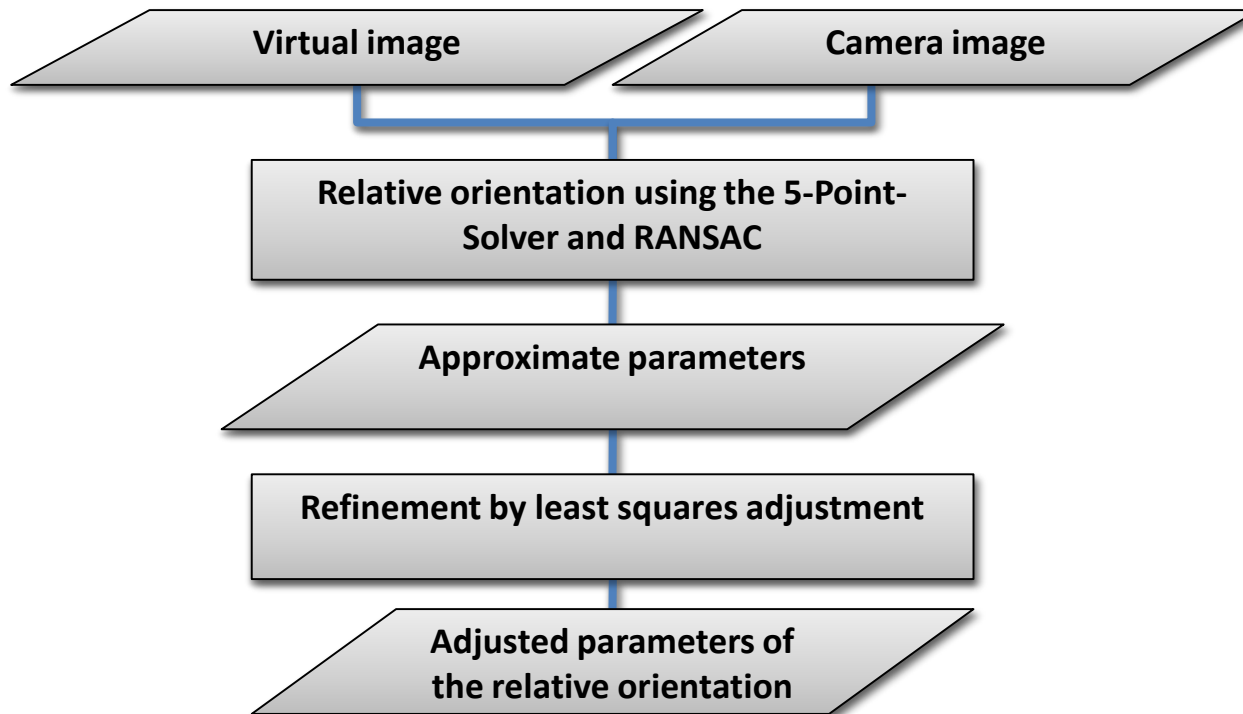 Virtual image
Camera image
Relative orientation using the 5-Point-
Solver and RANSAC
Approximate parameters
Refinement by least squares adjustment
Adjusted parameters of
the relative orientation